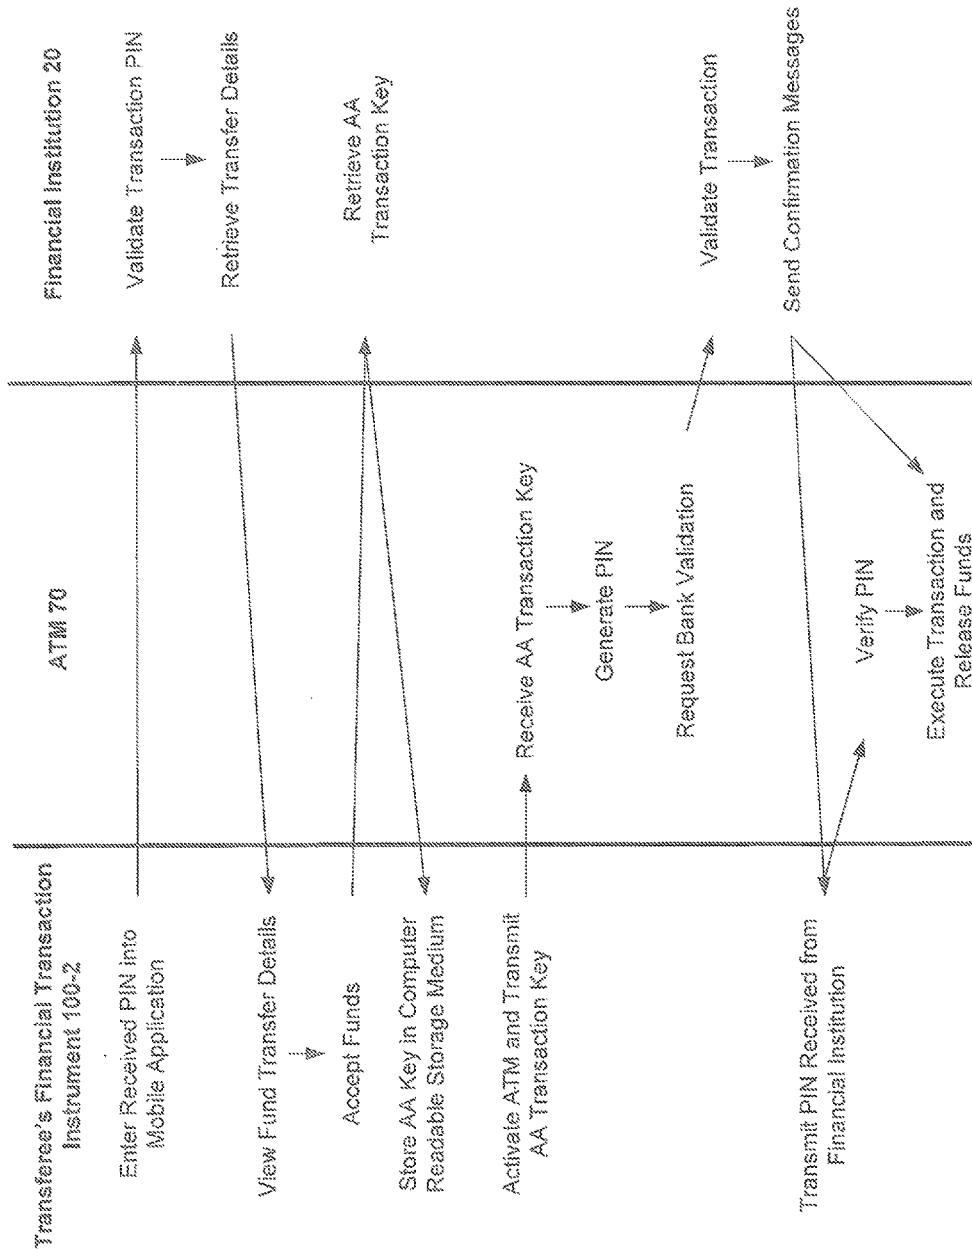 Transferee's Financial Transaction
Instrument 100-2
ATM 70
Financial Institution 20
Enter Received PIN into
Mobile Application
Validate Transaction PIN
Retrieve Transfer Details
View Fund Transfer Details
Accept Funds
Retrieve AA
Transaction Key
Store AA Key in Computer
Readable Storage Medium
Activate ATM and Transmit
AA Transaction Key
Receive AA Transaction Key
Generate PIN
Request Bank Validation
Validate Transaction
Send Confirmation Messages
Transmit PIN Received from
Financial Institution
Verify PIN
Execute Transaction and
Release Funds